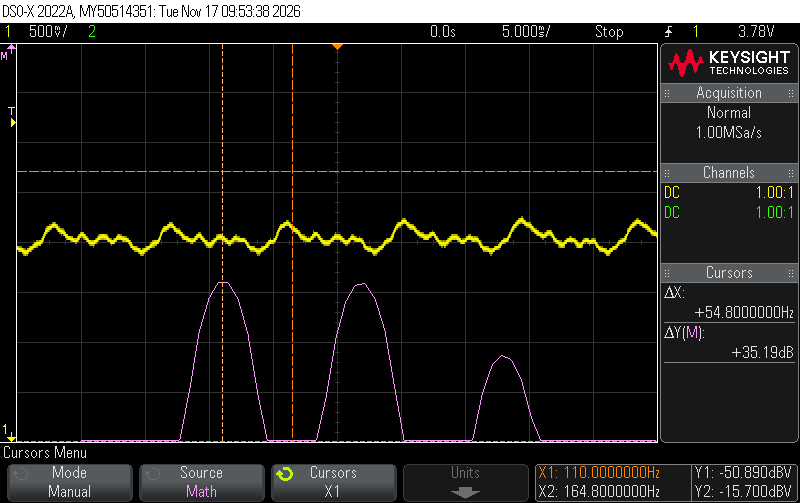 DSO-X 2022A, MY50514351: Tue Nov 17 09:53:38 2026
1 500♥/ 2 0.0s 5.000♥/ Stop 1 3.78V
M
T
1
KEYSIGHT
TECHNOLOGIES
Acquisition
Normal
1.00MSa/s
Channels
DC 1.00:1
DC 1.00:1
Cursors
ΔX:
+54.8000000Hz
ΔY(M):
+35.19dB
Cursors Menu
Mode
Manual
Source
Math
Cursors
X1
Units
X1: 110.0000000Hz
X2: 164.8000000Hz
Y1: -50.890dBV
Y2: -15.700dBV